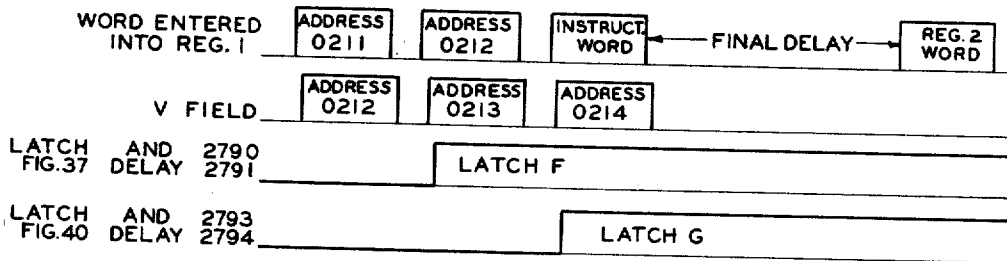 WORD ENTERED INTO REG. 1
ADDRESS 0211
ADDRESS 0212
INSTRUCT. WORD
FINAL DELAY
REG. 2 WORD
V FIELD
ADDRESS 0212
ADDRESS 0213
ADDRESS 0214
LATCH AND 2790
FIG.37 DELAY 2791
LATCH F
LATCH AND 2793
FIG.40 DELAY 2794
LATCH G